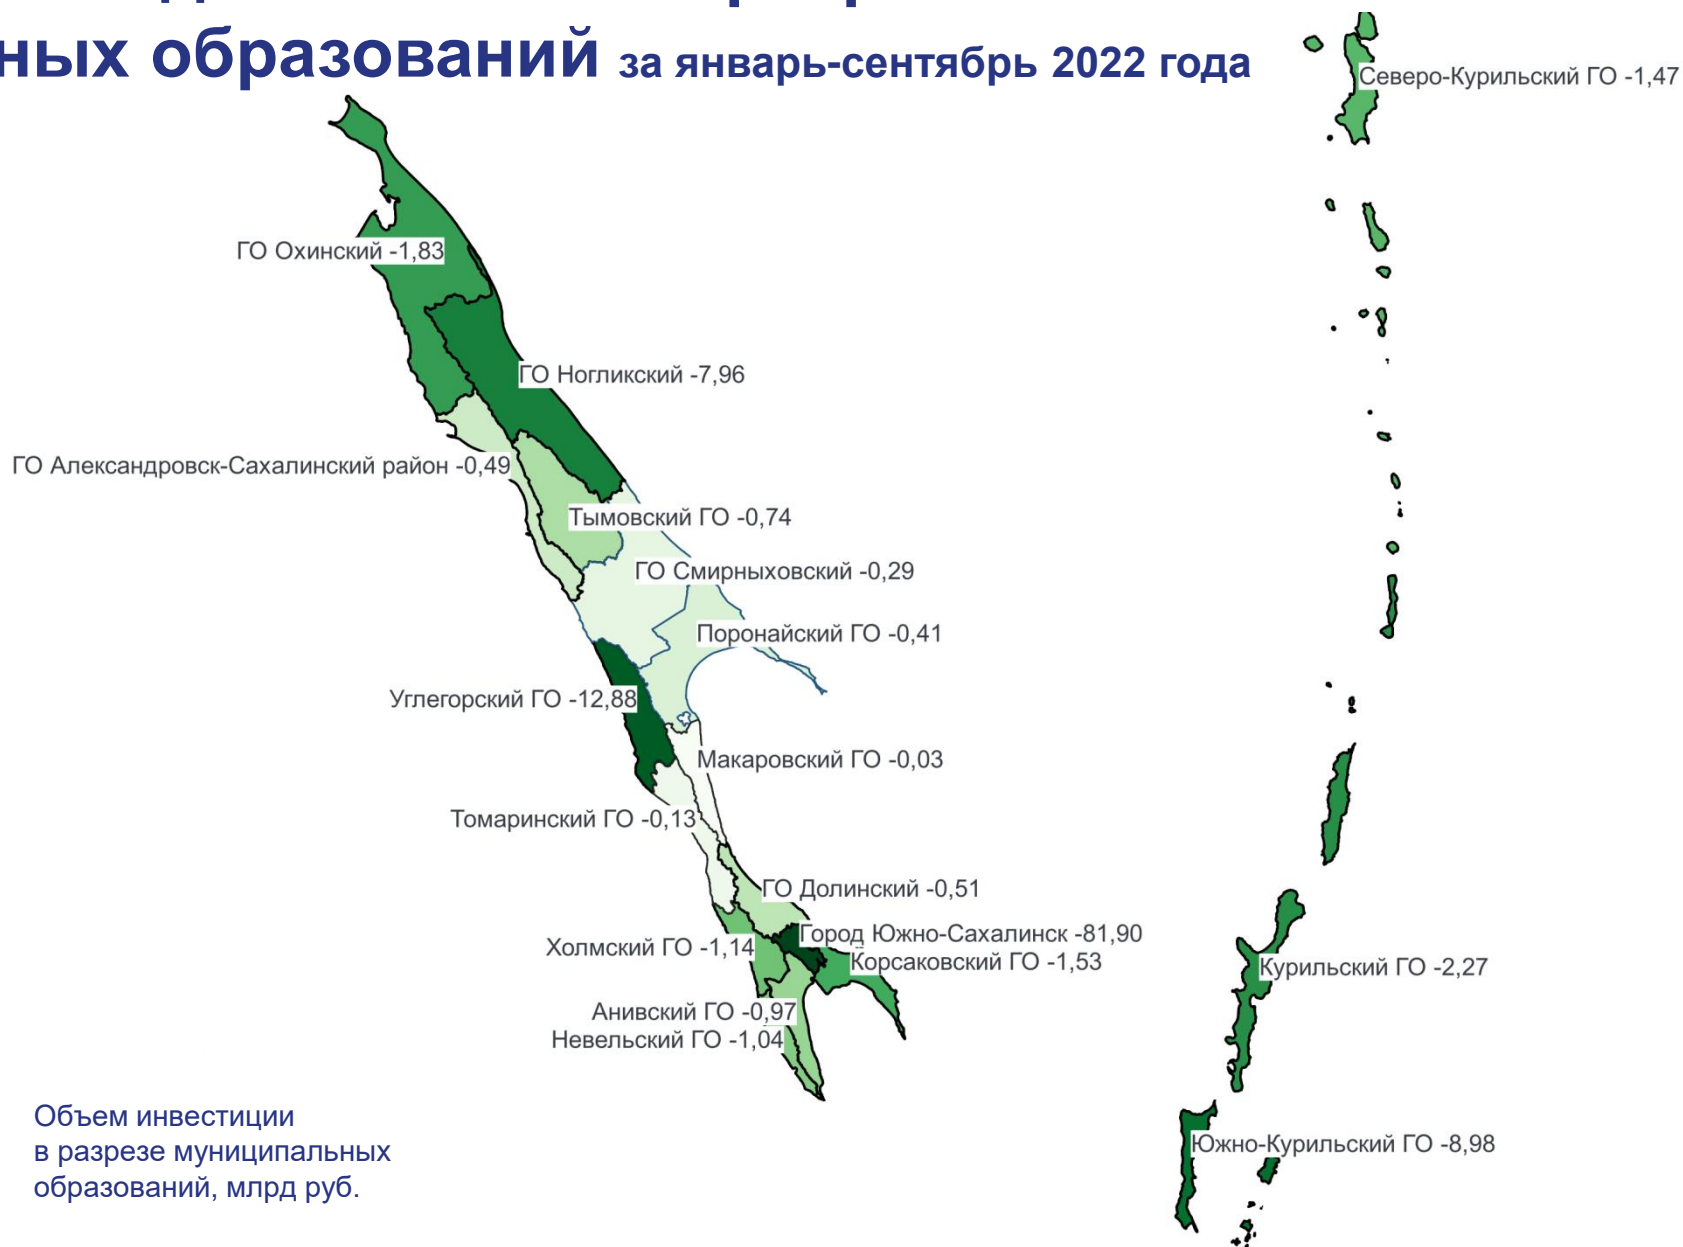 ных образований за январь-сентябрь 2022 года
Северо-Курильский ГО -1,47
ГО Охинский -1,83
ГО Ногликский -7,96
ГО Александровск-Сахалинский район -0,49
Тымовский ГО -0,74
ГО Смирныховский -0,29
Поронайский ГО -0,41
Углегорский ГО -12,88
Макаровский ГО -0,03
Томаринский ГО -0,13
ГО Долинский -0,51
Город Южно-Сахалинск -81,90
Холмский ГО -1,14
Корсаковский ГО -1,53
Курильский ГО -2,27
Анивский ГО -0,97
Невельский ГО -1,04
Южно-Курильский ГО -8,98
Объем инвестиции
в разрезе муниципальных
образований, млрд руб.